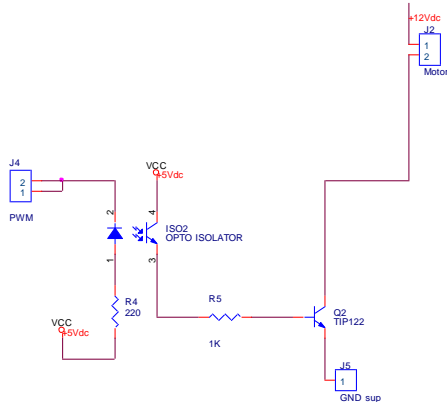 +12Vdc
J2
1
2
Motor
J4
2
1
PWM
VCC
+5Vdc
2
4
ISO2
OPTO ISOLATOR
1
3
R4
220
R5
1K
Q2
TIP122
VCC
+5Vdc
J5
1
GND sup